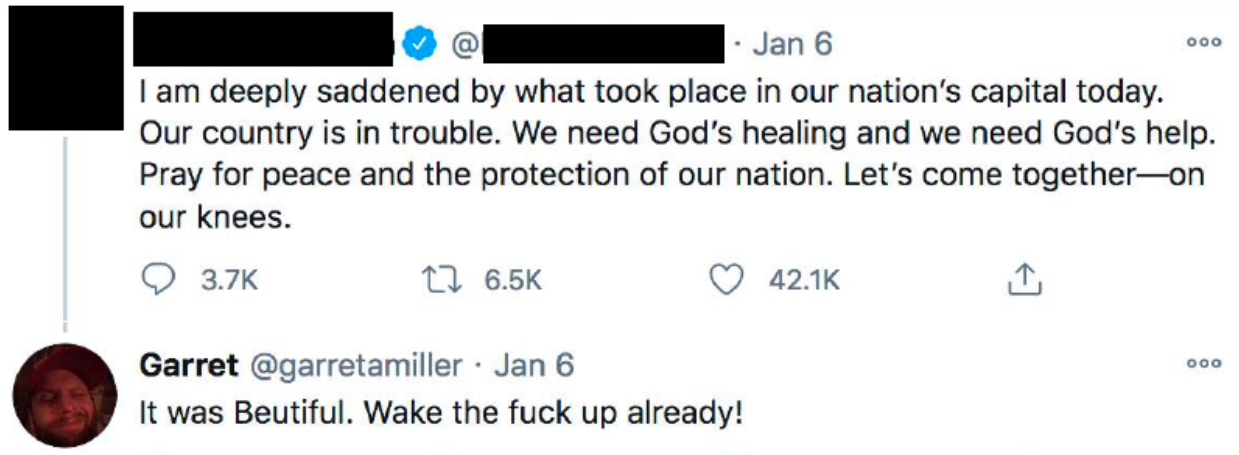 @ · Jan 6
I am deeply saddened by what took place in our nation's capital today.
Our country is in trouble. We need God's healing and we need God's help.
Pray for peace and the protection of our nation. Let's come together—on
our knees.
3.7K 6.5K 42.1K
Garret @garretamiller · Jan 6
It was Beutiful. Wake the fuck up already!